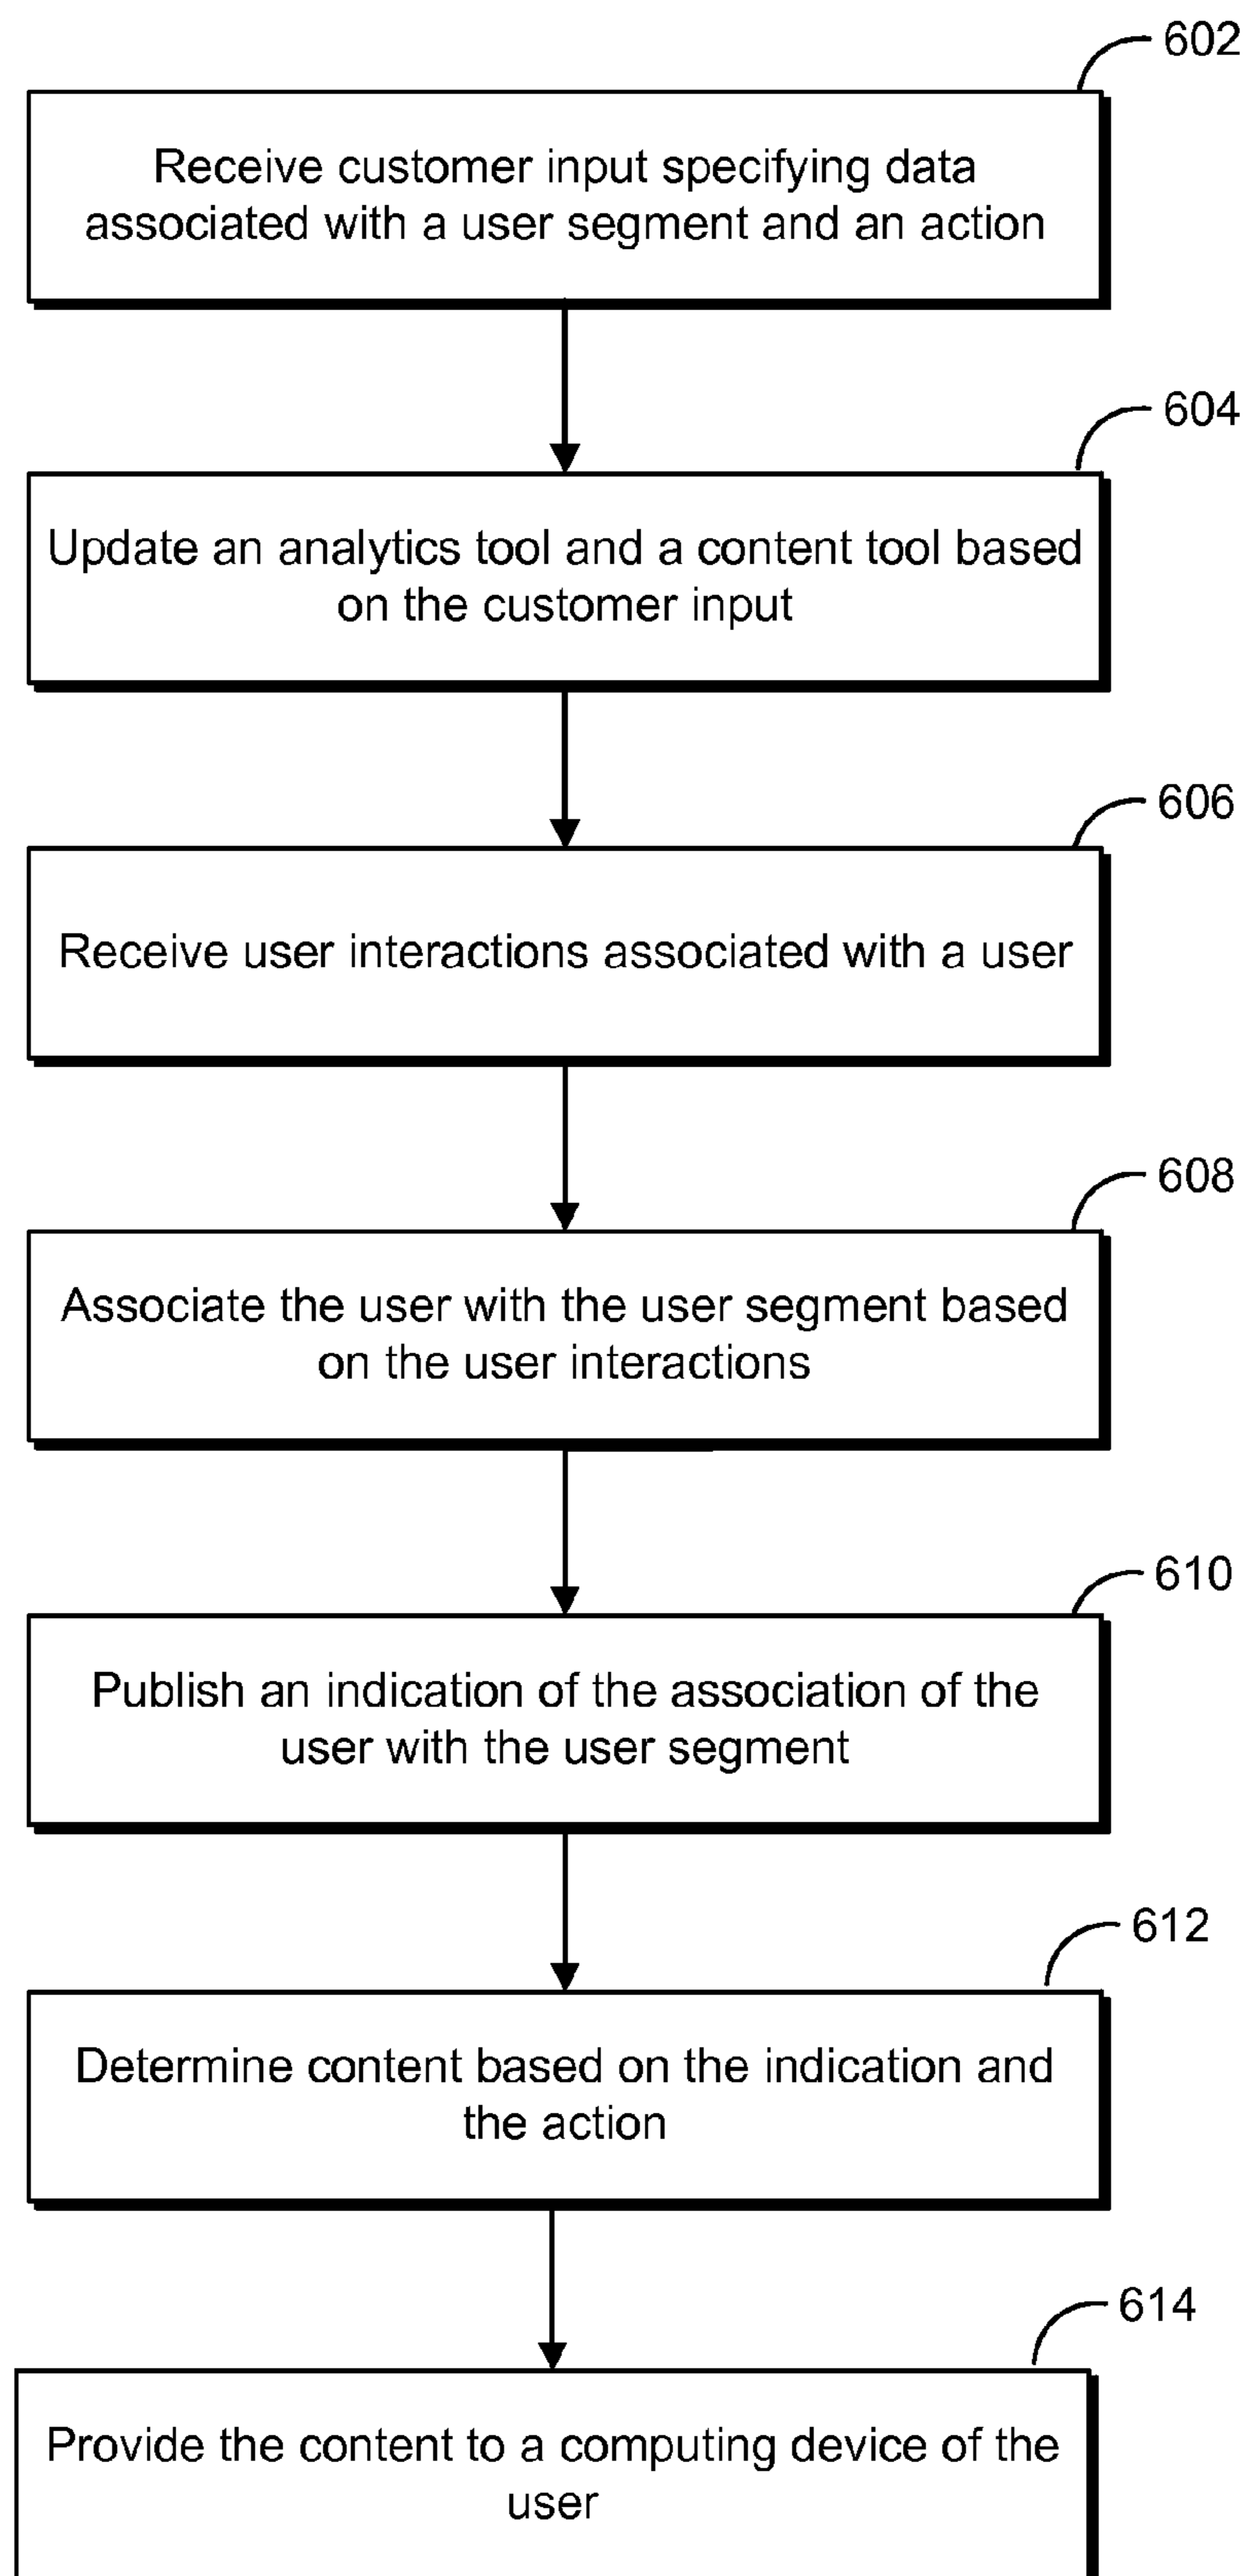 602
Receive customer input specifying data
associated with a user segment and an action
604
Update an analytics tool and a content tool based
on the customer input
606
Receive user interactions associated with a user
608
Associate the user with the user segment based
on the user interactions
610
Publish an indication of the association of the
user with the user segment
612
Determine content based on the indication and
the action
614
Provide the content to a computing device of the
user